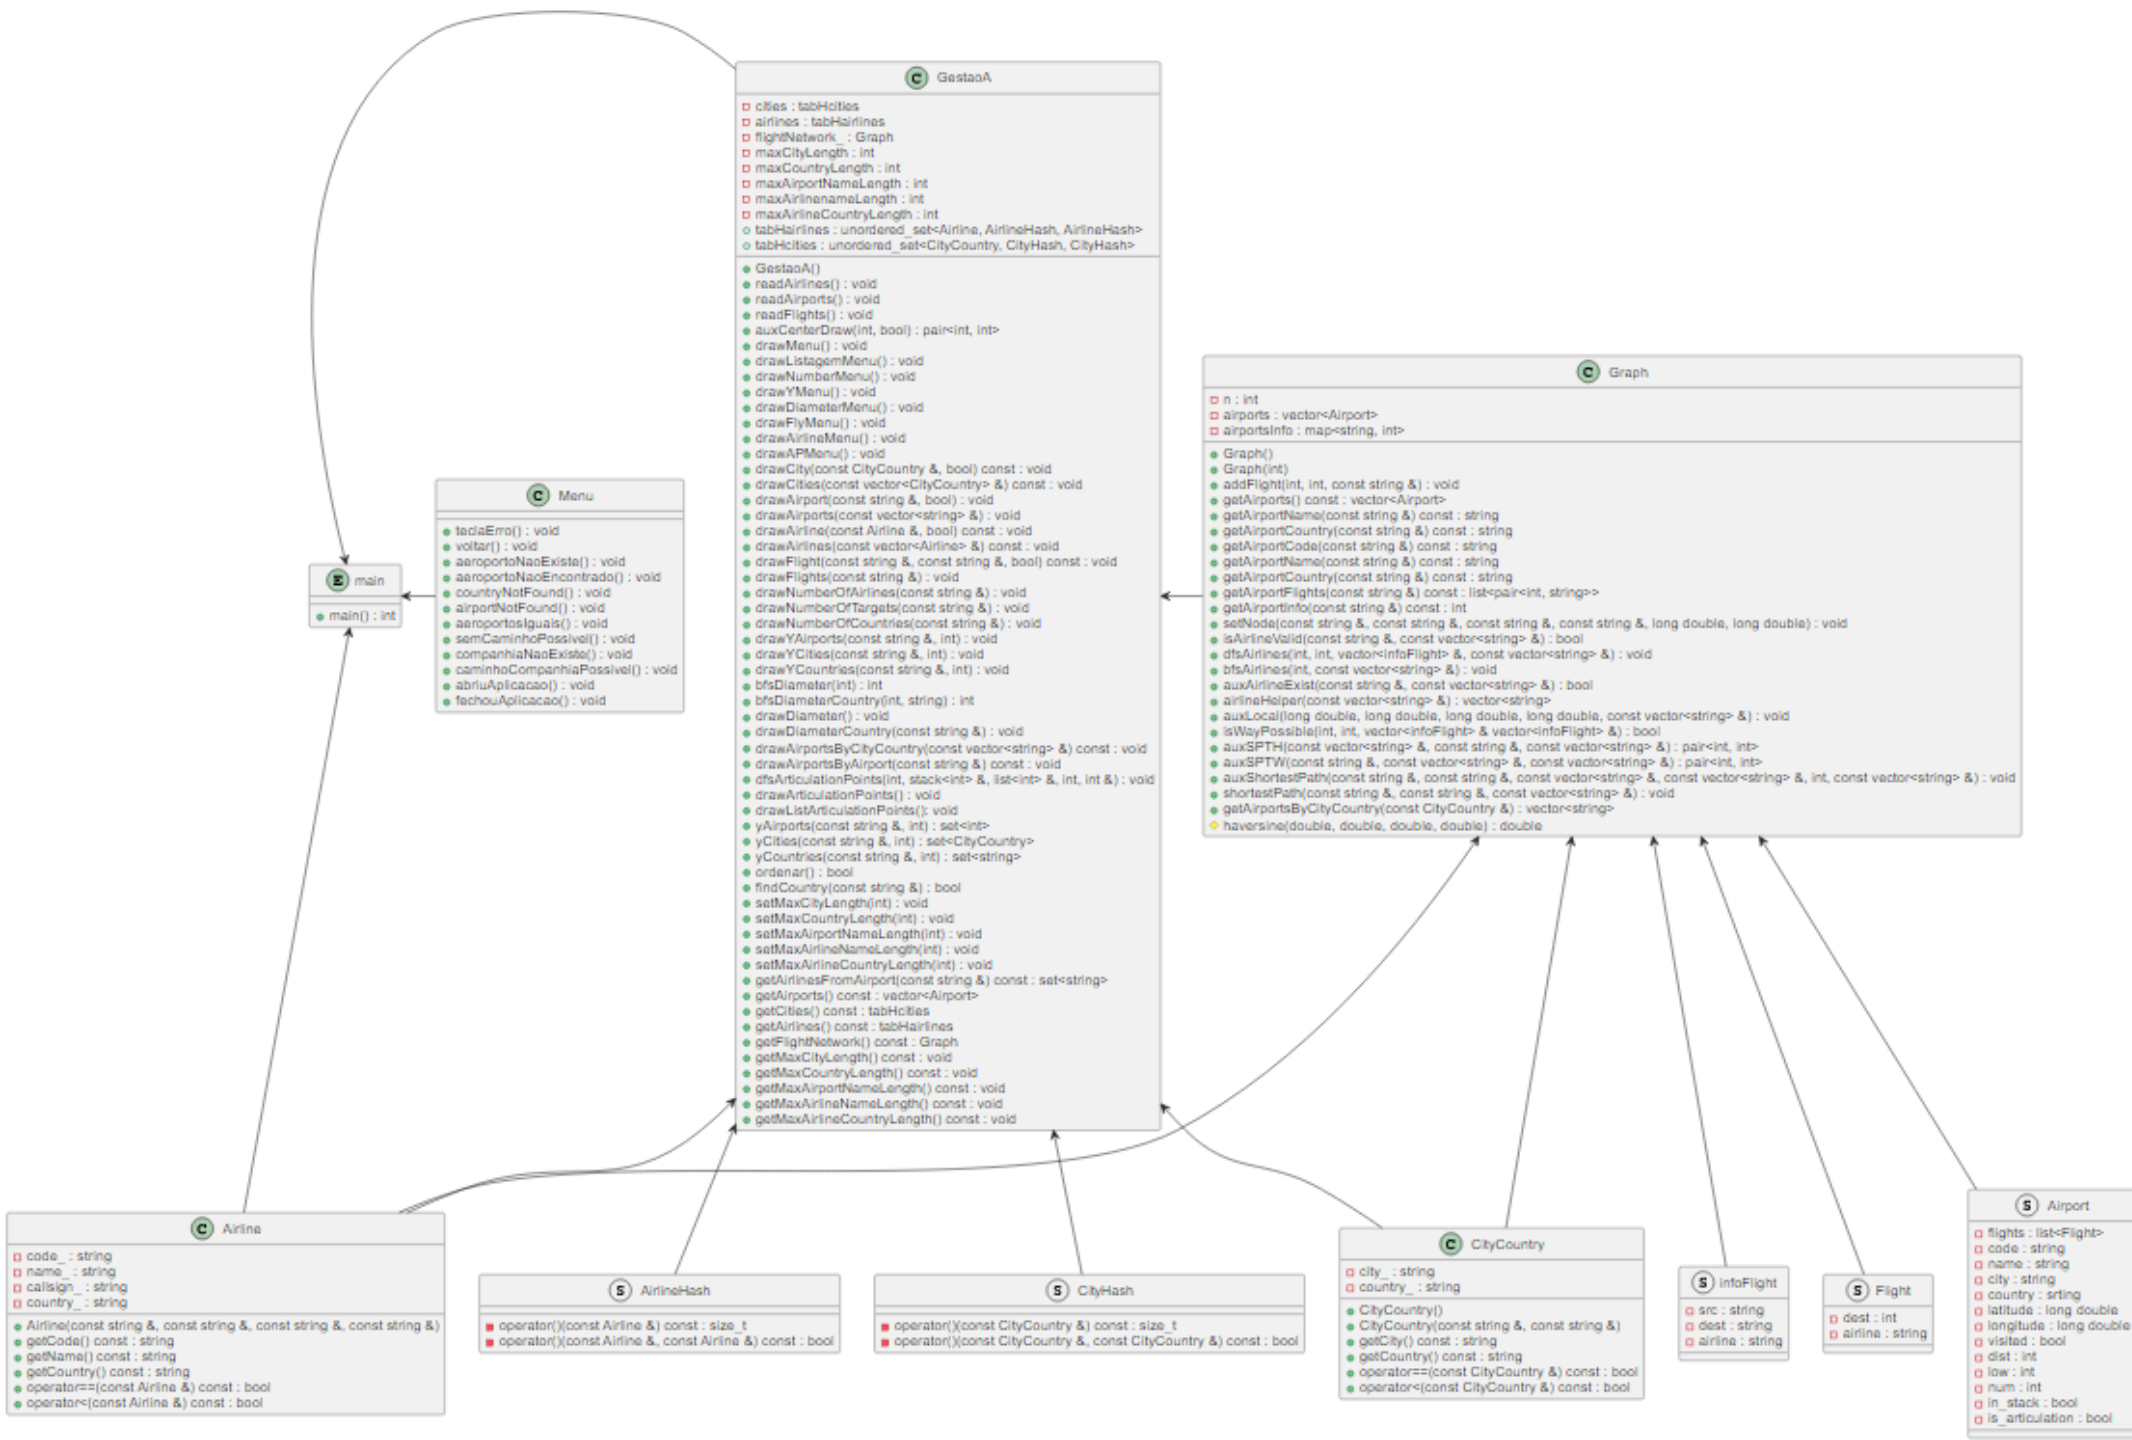 C GestaoA
cities : tabHcities
airlines : tabHairlines
flightNetwork_ : Graph
maxCityLength : int
maxCountryLength : int
maxAirportNameLength : int
maxAirlinenameLength : int
maxAirlineCountryLength : int
tabHairlines : unordered_set<Airline, AirlineHash, AirlineHash>
tabHcities : unordered_set<CityCountry, CityHash, CityHash>
GestaoA()
readAirlines() : void
readAirports() : void
readFlights() : void
auxCenterDraw(int, bool) : pair<int, int>
drawMenu() : void
drawListagemMenu() : void
drawNumberMenu() : void
drawYMenu() : void
drawDiameterMenu() : void
drawFlyMenu() : void
drawAirlineMenu() : void
drawAPMenu() : void
drawCity(const CityCountry &, bool) const : void
drawCities(const vector<CityCountry> &) const : void
drawAirport(const string &, bool) : void
drawAirports(const vector<string> &) : void
drawAirline(const Airline &, bool) const : void
drawAirlines(const vector<Airline> &) const : void
drawFlight(const string &, const string &, bool) const : void
drawFlights(const string &) : void
drawNumberOfAirlines(const string &) : void
drawNumberOfTargets(const string &) : void
drawNumberOfCountries(const string &) : void
drawYAirports(const string &, int) : void
drawYCities(const string &, int) : void
drawYCountries(const string &, int) : void
bfsDiameter(int) : int
bfsDiameterCountry(int, string) : int
drawDiameter() : void
drawDiameterCountry(const string &) : void
drawAirportsByCityCountry(const vector<string> &) const : void
drawAirportsByAirport(const string &) const : void
dfsArticulationPoints(int, stack<int> &, list<int> &, int, int &) : void
drawArticulationPoints() : void
drawListArticulationPoints(): void
yAirports(const string &, int) : set<int>
yCities(const string &, int) : set<CityCountry>
yCountries(const string &, int) : set<string>
ordenar() : bool
findCountry(const string &) : bool
setMaxCityLength(int) : void
setMaxCountryLength(int) : void
setMaxAirportNameLength(int) : void
setMaxAirlineNameLength(int) : void
setMaxAirlineCountryLength(int) : void
getAirlinesFromAirport(const string &) const : set<string>
getAirports() const : vector<Airport>
getCities() const : tabHcities
getAirlines() const : tabHairlines
getFlightNetwork() const : Graph
getMaxCityLength() const : void
getMaxCountryLength() const : void
getMaxAirportNameLength() const : void
getMaxAirlineNameLength() const : void
getMaxAirlineCountryLength() const : void
C Graph
n : int
airports : vector<Airport>
airportsInfo : map<string, int>
Graph()
Graph(int)
addFlight(int, int, const string &) : void
getAirports() const : vector<Airport>
getAirportName(const string &) const : string
getAirportCountry(const string &) const : string
getAirportCode(const string &) const : string
getAirportName(const string &) const : string
getAirportCountry(const string &) const : string
getAirportFlights(const string &) const : list<pair<int, string>>
getAirportInfo(const string &) const : int
setNode(const string &, const string &, const string &, const string &, long double, long double) : void
isAirlineValid(const string &, const vector<string> &) : bool
dfsAirlines(int, int, vector<infoFlight> &, const vector<string> &) : void
bfsAirlines(int, const vector<string> &) : void
auxAirlineExist(const string &, const vector<string> &) : bool
airlineHelper(const vector<string> &) : vector<string>
auxLocal(long double, long double, long double, long double, const vector<string> &) : void
isWayPossible(int, int, vector<infoFlight> & vector<infoFlight> &) : bool
auxSPTH(const vector<string> &, const string &, const vector<string> &) : pair<int, int>
auxSPTW(const string &, const vector<string> &, const vector<string> &) : pair<int, int>
auxShortestPath(const string &, const string &, const vector<string> &, const vector<string> &, int, const vector<string> &) : void
shortestPath(const string &, const string &, const vector<string> &) : void
getAirportsByCityCountry(const CityCountry &) : vector<string>
haversine(double, double, double, double) : double
C Menu
teclaErro() : void
voltar() : void
aeroportoNaoExiste() : void
aeroportoNaoEncontrado() : void
countryNotFound() : void
airportNotFound() : void
aeroportosIguais() : void
semCaminhoPossivel() : void
companhiaNaoExiste() : void
caminhoCompanhiaPossivel() : void
abriuAplicacao() : void
fechouAplicacao() : void
E main
main() : int
C Airline
code_ : string
name_ : string
callsign_ : string
country_ : string
Airline(const string &, const string &, const string &, const string &)
getCode() const : string
getName() const : string
getCountry() const : string
operator==(const Airline &) const : bool
operator<(const Airline &) const : bool
S AirlineHash
operator()(const Airline &) const : size_t
operator()(const Airline &, const Airline &) const : bool
S CityHash
operator()(const CityCountry &) const : size_t
operator()(const CityCountry &, const CityCountry &) const : bool
C CityCountry
city_ : string
country_ : string
CityCountry()
CityCountry(const string &, const string &)
getCity() const : string
getCountry() const : string
operator==(const CityCountry &) const : bool
operator<(const CityCountry &) const : bool
S infoFlight
src : string
dest : string
airline : string
S Flight
dest : int
airline : string
S Airport
flights : list<Flight>
code : string
name : string
city : string
country : srting
latitude : long double
longitude : long double
visited : bool
dist : int
low : int
num : int
in_stack : bool
is_articulation : bool